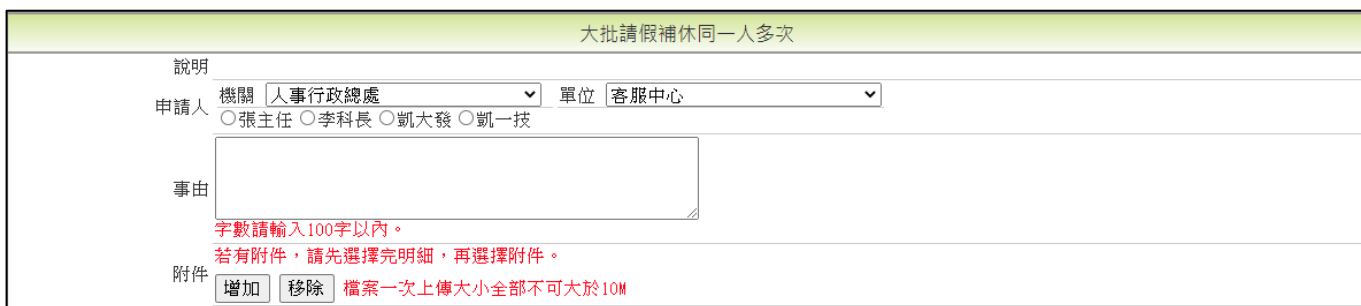 大批請假補休同一人多次
說明
申請人 機關 人事行政總處 單位 客服中心
張主任 李科長 凱大發 凱一技
事由
字數請輸入100字以內。
若有附件，請先選擇完明細，再選擇附件。
附件 增加 移除 檔案一次上傳大小全部不可大於10M